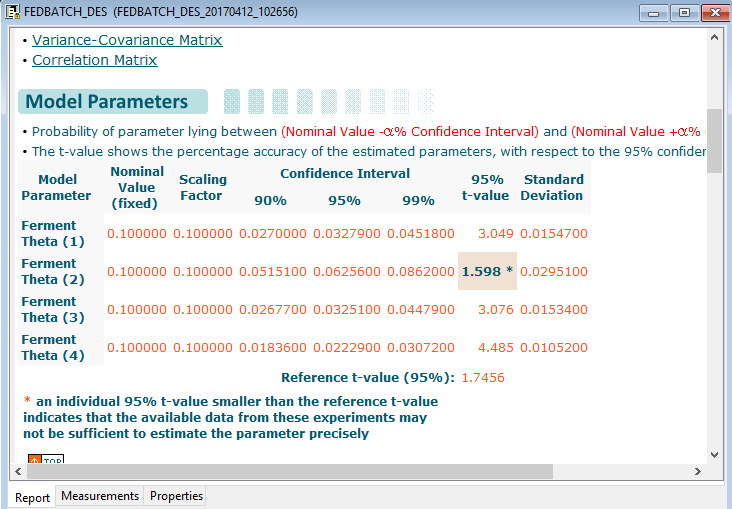 FEDBATCH_DES (FEDBATCH_DES_20170412_102656)
• Variance-Covariance Matrix
• Correlation Matrix
Model Parameters
• Probability of parameter lying between (Nominal Value -α% Confidence Interval) and (Nominal Value +α%
• The t-value shows the percentage accuracy of the estimated parameters, with respect to the 95% confider
Model Parameter Nominal Value (fixed) Scaling Factor Confidence Interval 95% t-value Standard Deviation
90% 95% 99%
Ferment Theta (1) 0.100000 0.100000 0.0270000 0.0327900 0.0451800 3.049 0.0154700
Ferment Theta (2) 0.100000 0.100000 0.0515100 0.0625600 0.0862000 1.598 * 0.0295100
Ferment Theta (3) 0.100000 0.100000 0.0267700 0.0325100 0.0447900 3.076 0.0153400
Ferment Theta (4) 0.100000 0.100000 0.0183600 0.0222900 0.0307200 4.485 0.0105200
Reference t-value (95%): 1.7456
* an individual 95% t-value smaller than the reference t-value
indicates that the available data from these experiments may
not be sufficient to estimate the parameter precisely
TOP
Report Measurements Properties